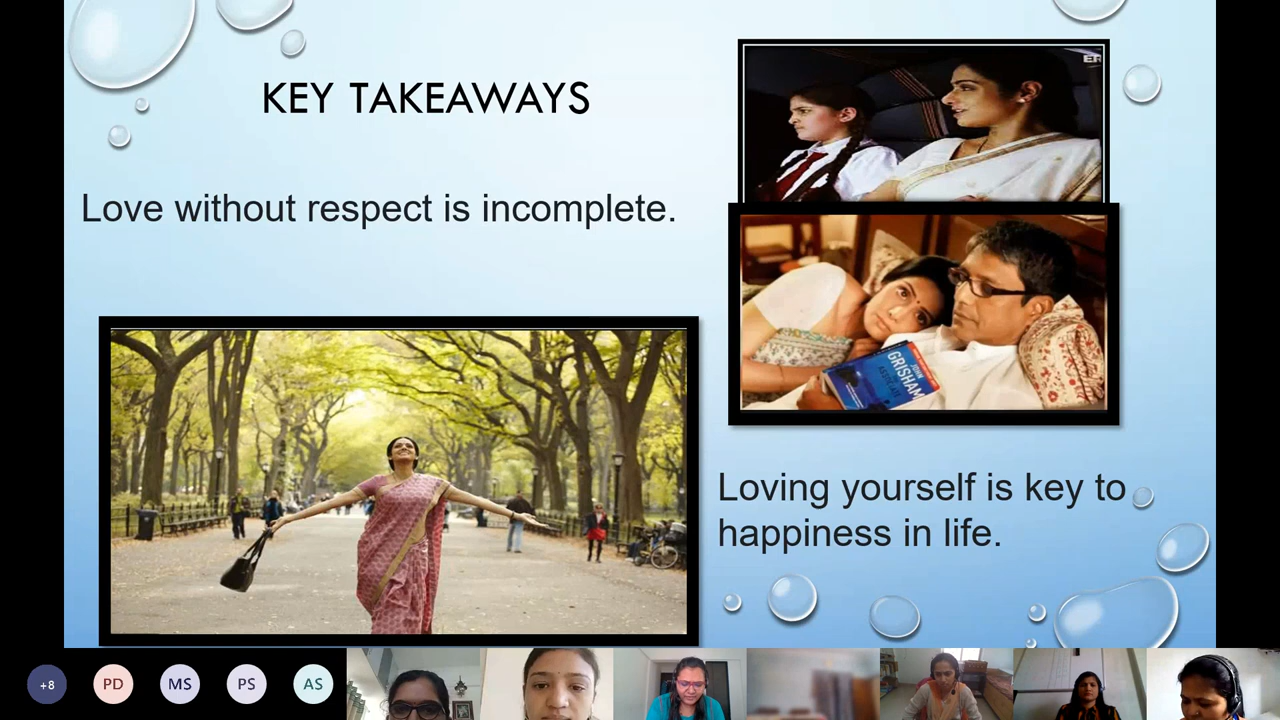 KEY TAKEAWAYS
Love without respect is incomplete.
ER
JOHN
GRISHAM
Loving yourself is key to
happiness in life.
+8
PD
MS
PS
AS